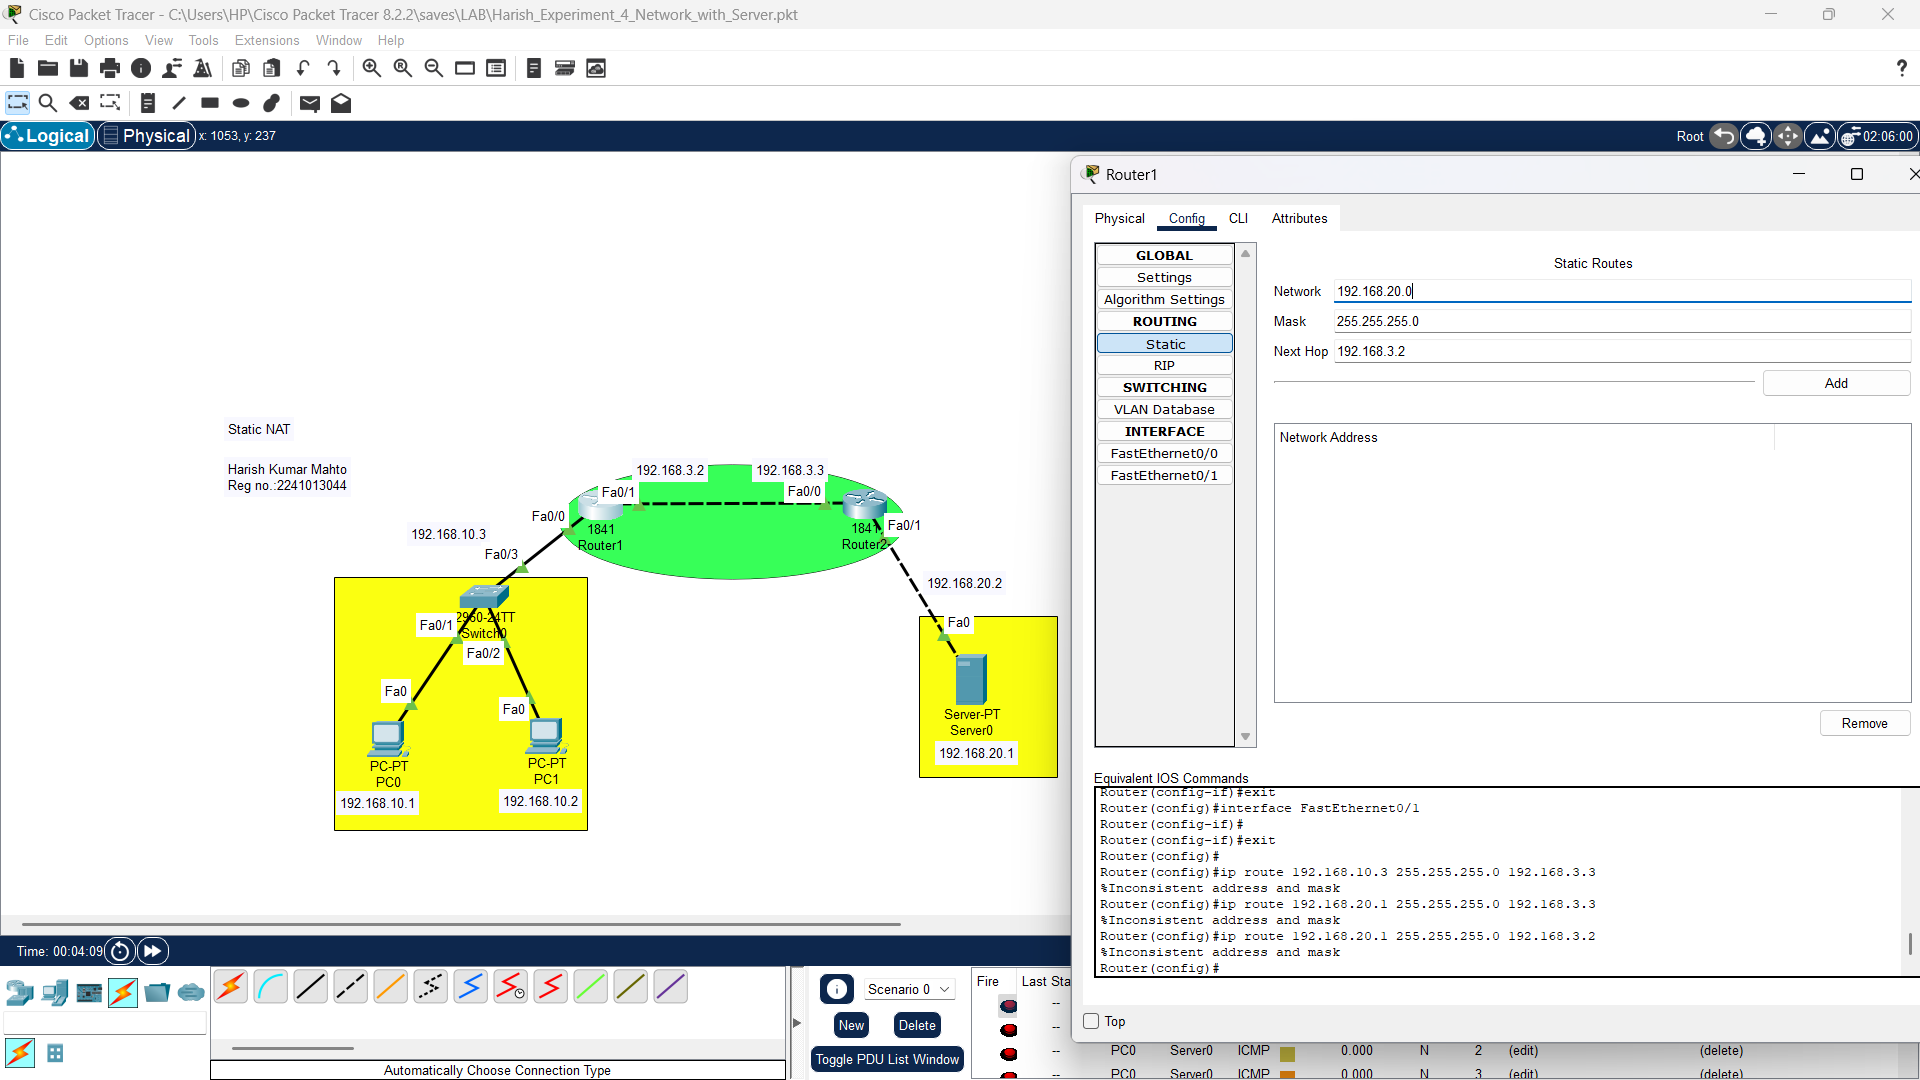 Cisco Packet Tracer - C:\Users\HP\Cisco Packet Tracer 8.2.2\saves\LAB\Harish_Experiment_4_Network_with_Server.pkt
File Edit Options View Tools Extensions Window Help
Logical Physical x: 1053, y: 237
Root 02:06:00
Static NAT
Harish Kumar Mahto
Reg no.:2241013044
192.168.3.2
192.168.3.3
Fa0/1
Fa0/0
Fa0/0
Fa0/1
1841
Router1
1841
Router2
192.168.10.3
Fa0/3
192.168.20.2
Fa0
2960-24TT
Switch0
Fa0/1
Fa0/2
Fa0
Fa0
PC-PT
PC0
192.168.10.1
PC-PT
PC1
192.168.10.2
Server-PT
Server0
192.168.20.1
Router1
Physical Config CLI Attributes
GLOBAL
Settings
Algorithm Settings
ROUTING
Static
RIP
SWITCHING
VLAN Database
INTERFACE
FastEthernet0/0
FastEthernet0/1
Static Routes
Network 192.168.20.0
Mask 255.255.255.0
Next Hop 192.168.3.2
Add
Network Address
Remove
Equivalent IOS Commands
Router(config-if)#exit
Router(config)#interface FastEthernet0/1
Router(config-if)#
Router(config-if)#exit
Router(config)#
Router(config)#ip route 192.168.10.3 255.255.255.0 192.168.3.3
%Inconsistent address and mask
Router(config)#ip route 192.168.20.1 255.255.255.0 192.168.3.3
%Inconsistent address and mask
Router(config)#ip route 192.168.20.1 255.255.255.0 192.168.3.2
%Inconsistent address and mask
Router(config)#
Top
Time: 00:04:09
Automatically Choose Connection Type
Scenario 0
New Delete
Toggle PDU List Window
Fire Last Sta
--
--
--
PC0 Server0 ICMP 0.000 N 2 (edit) (delete)
--
PC0 Server0 ICMP 0.000 N 3 (edit) (delete)